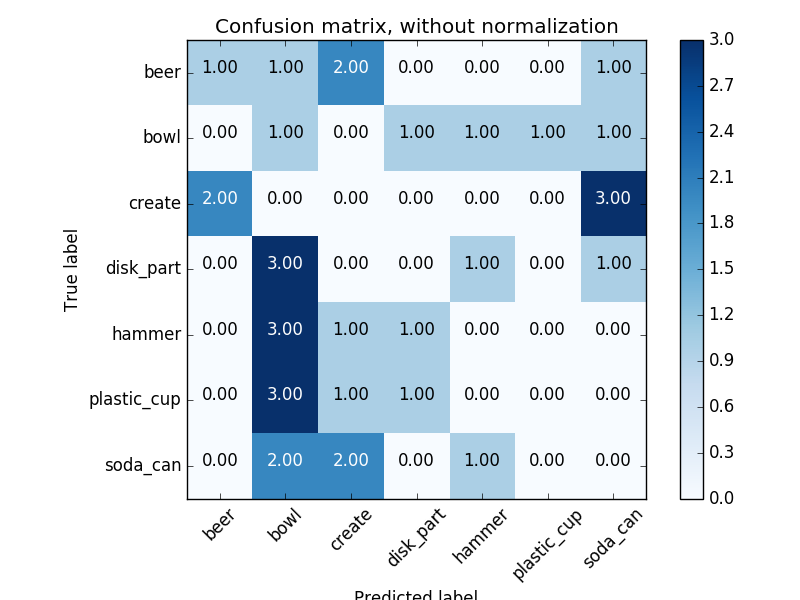 Confusion matrix, without normalization
beer 1.00 1.00 2.00 0.00 0.00 0.00 1.00
bowl 0.00 1.00 0.00 1.00 1.00 1.00 1.00
create 2.00 0.00 0.00 0.00 0.00 0.00 3.00
disk_part 0.00 3.00 0.00 0.00 1.00 0.00 1.00
hammer 0.00 3.00 1.00 1.00 0.00 0.00 0.00
plastic_cup 0.00 3.00 1.00 1.00 0.00 0.00 0.00
soda_can 0.00 2.00 2.00 0.00 1.00 0.00 0.00
beer bowl create disk_part hammer plastic_cup soda_can
True label
Predicted label
3.0
2.7
2.4
2.1
1.8
1.5
1.2
0.9
0.6
0.3
0.0